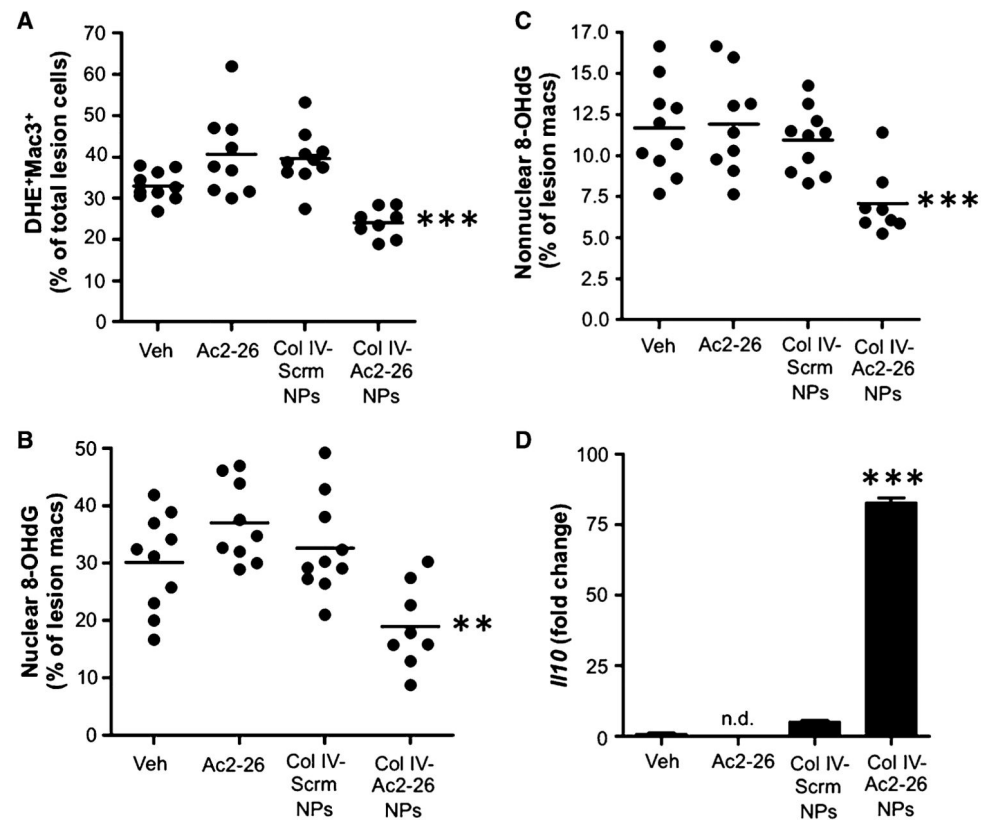 A
DHE⁺Mac3⁺
(% of total lesion cells)
70
60
50
40
30
20
10
0
***
Veh
Ac2-26
Col IV-
Scrm
NPs
Col IV-
Ac2-26
NPs
C
Nonnuclear 8-OHdG
(% of lesion macs)
17.5
15.0
12.5
10.0
7.5
5.0
2.5
0.0
***
Veh
Ac2-26
Col IV-
Scrm
NPs
Col IV-
Ac2-26
NPs
B
Nuclear 8-OHdG
(% of lesion macs)
50
40
30
20
10
0
**
Veh
Ac2-26
Col IV-
Scrm
NPs
Col IV-
Ac2-26
NPs
D
Il10 (fold change)
100
75
50
25
0
n.d.
***
Veh
Ac2-26
Col IV-
Scrm
NPs
Col IV-
Ac2-26
NPs